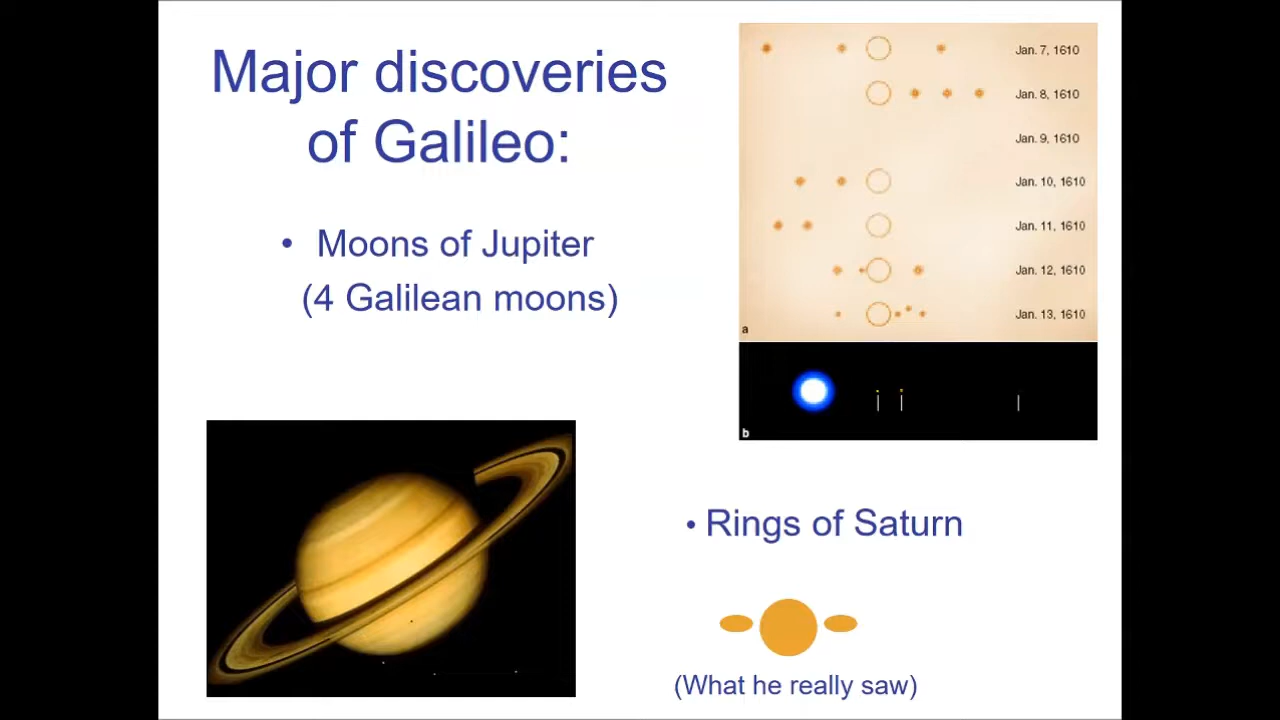 Major discoveries
of Galileo:
• Moons of Jupiter
(4 Galilean moons)
Jan. 7, 1610
Jan. 8, 1610
Jan. 9, 1610
Jan. 10, 1610
Jan. 11, 1610
Jan. 12, 1610
Jan. 13, 1610
a
b
• Rings of Saturn
(What he really saw)